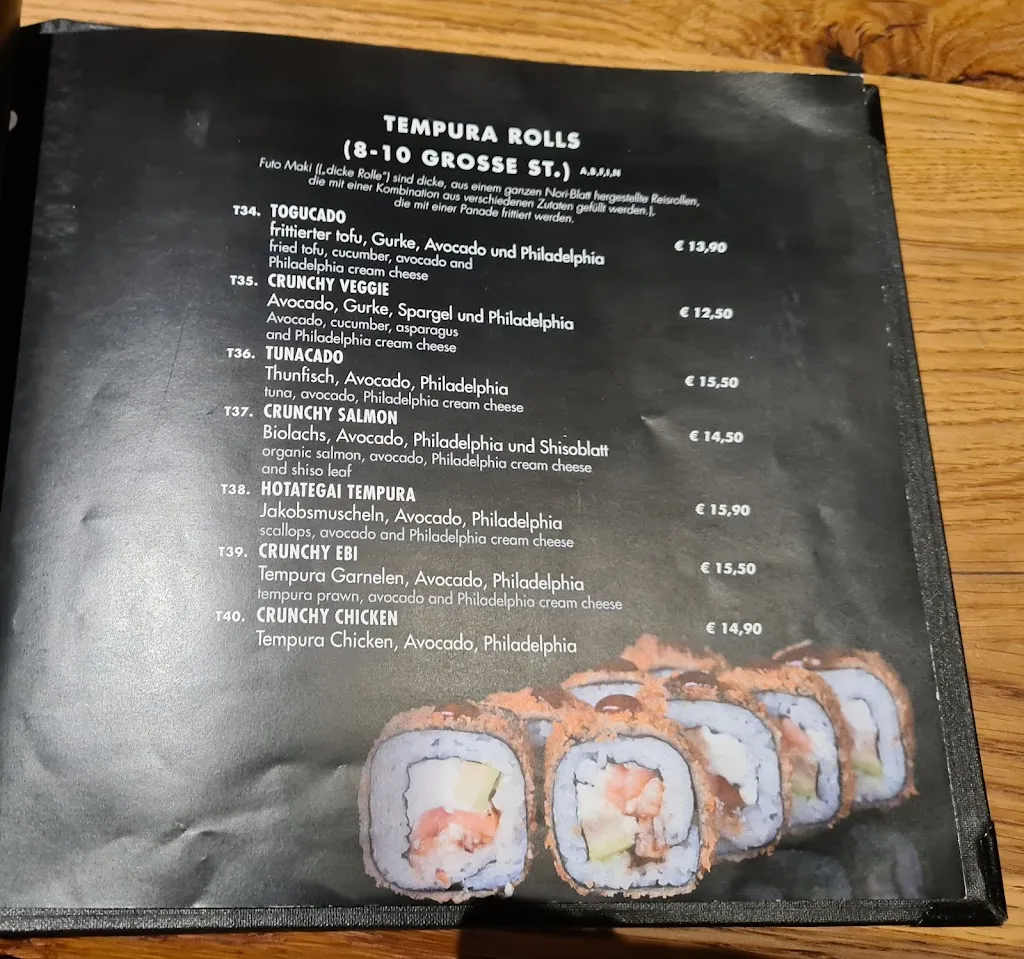 TEMPURA ROLLS
(8-10 GROSSE ST.) A,B,F,J,N
Futo Maki („dicke Rolle") sind dicke, aus einem ganzen Nori-Blatt hergestellte Reisrollen,
die mit einer Kombination aus verschiedenen Zutaten gefüllt werden.),
die mit einer Panade frittiert werden.
T34. TOGUCADO
frittierter tofu, Gurke, Avocado und Philadelphia € 13,90
fried tofu, cucumber, avocado and
Philadelphia cream cheese
T35. CRUNCHY VEGGIE
Avocado, Gurke, Spargel und Philadelphia € 12,50
Avocado, cucumber, asparagus
and Philadelphia cream cheese
T36. TUNACADO
Thunfisch, Avocado, Philadelphia € 15,50
tuna, avocado, Philadelphia cream cheese
T37. CRUNCHY SALMON
Biolachs, Avocado, Philadelphia und Shisoblatt € 14,50
organic salmon, avocado, Philadelphia cream cheese
and shiso leaf
T38. HOTATEGAI TEMPURA
Jakobsmuscheln, Avocado, Philadelphia € 15,90
scallops, avocado and Philadelphia cream cheese
T39. CRUNCHY EBI
Tempura Garnelen, Avocado, Philadelphia € 15,50
tempura prawn, avocado and Philadelphia cream cheese
T40. CRUNCHY CHICKEN € 14,90
Tempura Chicken, Avocado, Philadelphia